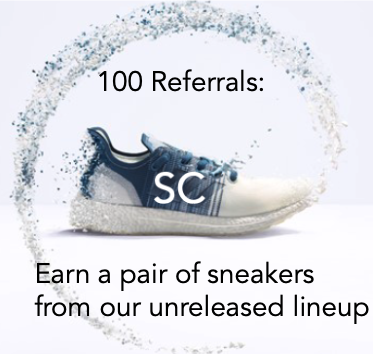 100 Referrals:
SC
Earn a pair of sneakers
from our unreleased lineup